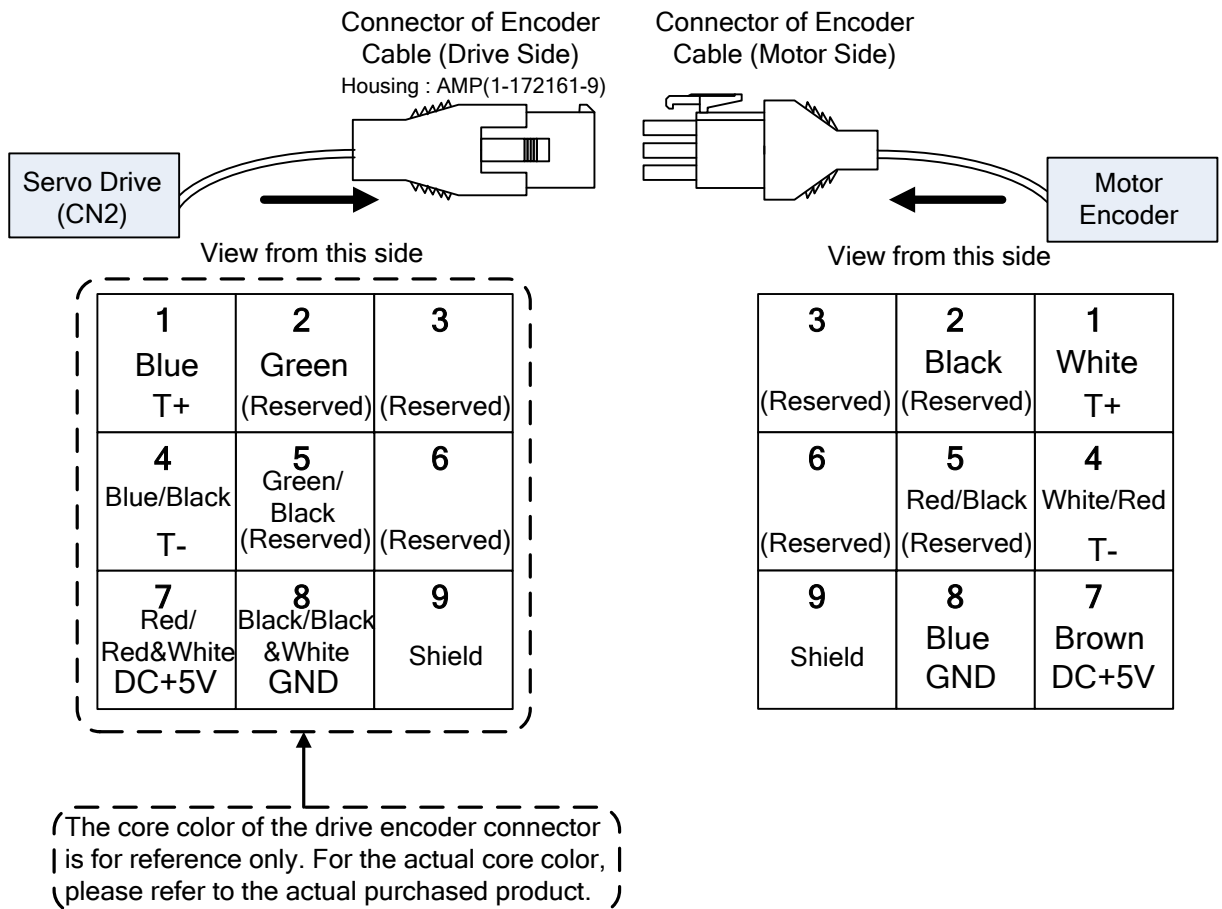 Connector of Encoder
Cable (Drive Side)
Housing : AMP(1-172161-9)
Connector of Encoder
Cable (Motor Side)
Servo Drive
(CN2)
Motor
Encoder
View from this side
View from this side
1
Blue
T+
2
Green
(Reserved)
3
(Reserved)
4
Blue/Black
T-
5
Green/
Black
(Reserved)
6
(Reserved)
7
Red/
Red&White
DC+5V
8
Black/Black
&White
GND
9
Shield
3
(Reserved)
2
Black
(Reserved)
1
White
T+
6
(Reserved)
5
Red/Black
(Reserved)
4
White/Red
T-
9
Shield
8
Blue
GND
7
Brown
DC+5V
The core color of the drive encoder connector
is for reference only. For the actual core color,
please refer to the actual purchased product.